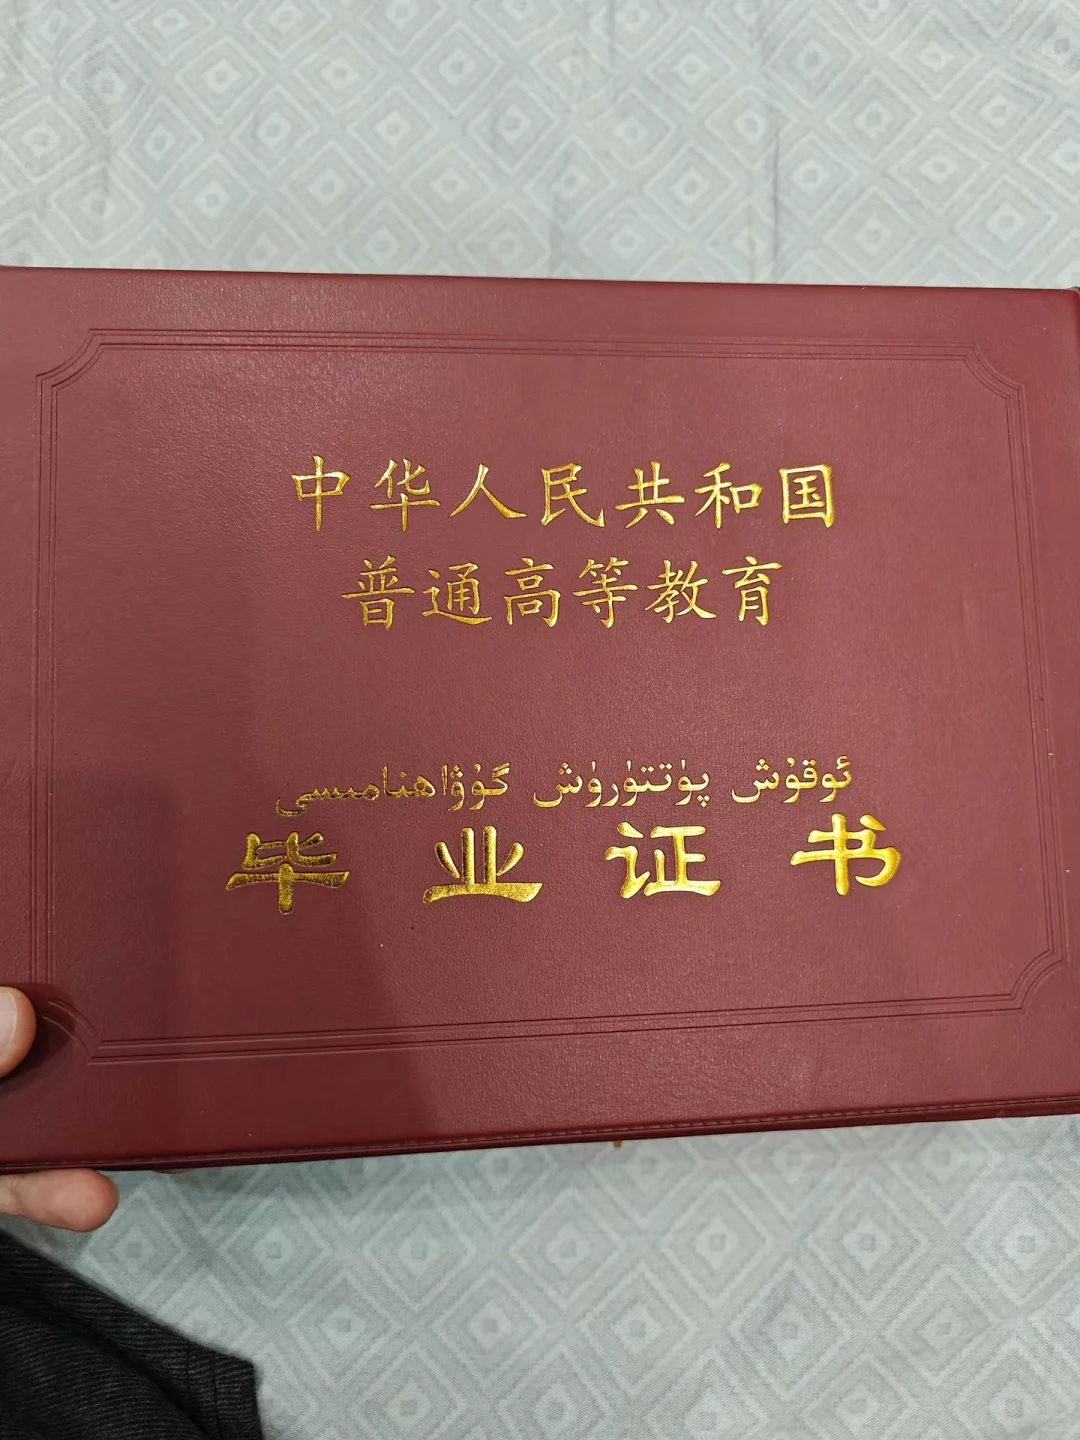 中华人民共和国
普通高等教育
ئوقۇش پۈتتۈرۈش گۇۋاھنامىسى
毕业证书